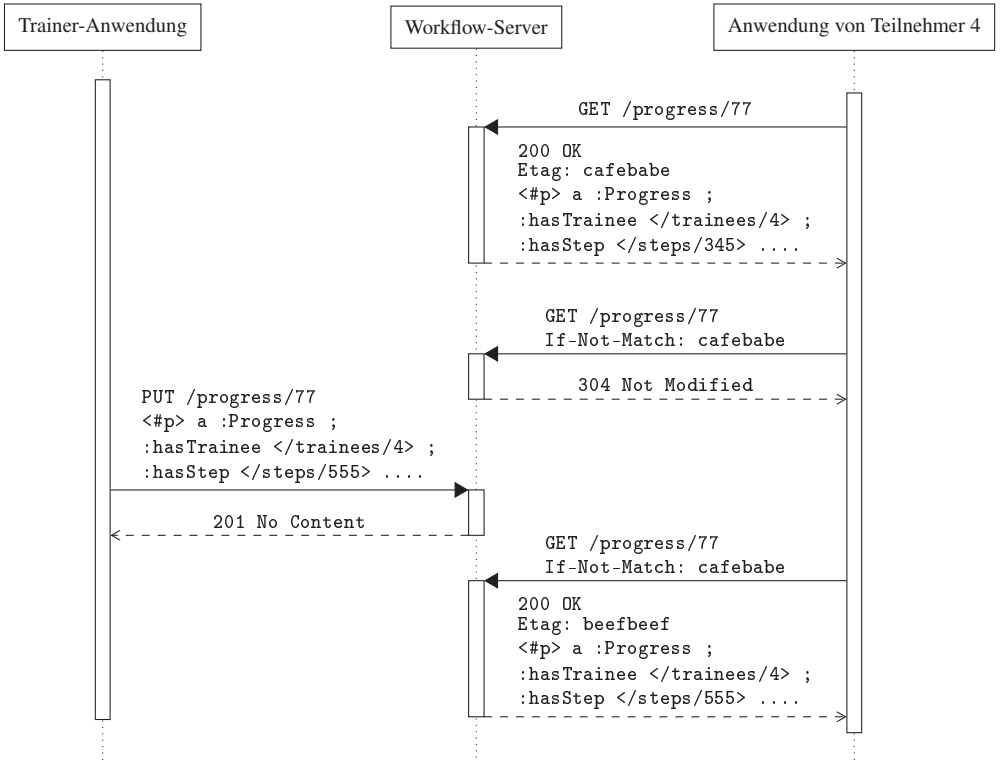 Trainer-Anwendung
Workflow-Server
Anwendung von Teilnehmer 4
GET /progress/77
200 OK
Etag: cafebabe
<#p> a :Progress ;
:hasTrainee </trainees/4> ;
:hasStep </steps/345> ....
GET /progress/77
If-Not-Match: cafebabe
304 Not Modified
PUT /progress/77
<#p> a :Progress ;
:hasTrainee </trainees/4> ;
:hasStep </steps/555> ....
201 No Content
GET /progress/77
If-Not-Match: cafebabe
200 OK
Etag: beefbeef
<#p> a :Progress ;
:hasTrainee </trainees/4> ;
:hasStep </steps/555> ....